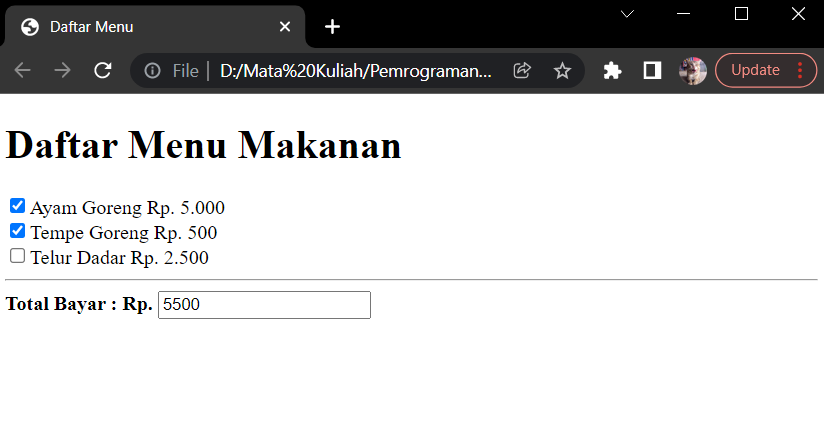 Daftar Menu
File
D:/Mata%20Kuliah/Pemrograman...
Update
Daftar Menu Makanan
Ayam Goreng Rp. 5.000
Tempe Goreng Rp. 500
Telur Dadar Rp. 2.500
Total Bayar : Rp. 5500